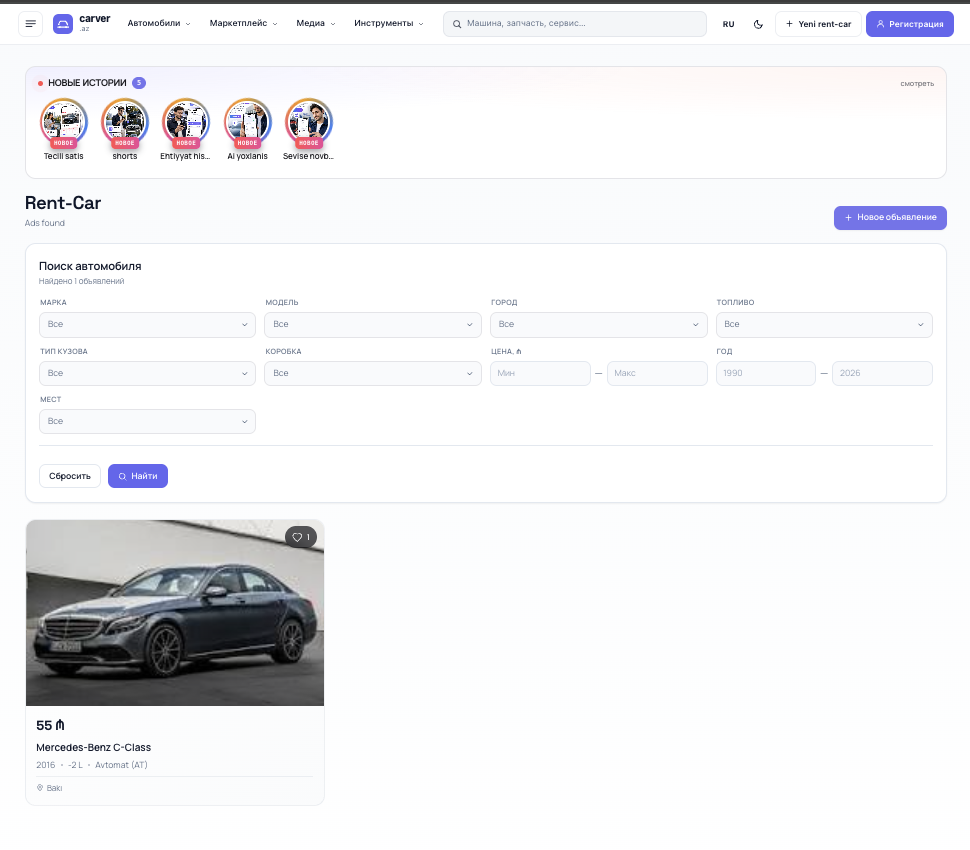 carver
.az
Автомобили
Маркетплейс
Медиа
Инструменты
Машина, запчасть, сервис...
RU
+ Yeni rent-car
Регистрация
НОВЫЕ ИСТОРИИ 5
смотреть
НОВОЕ НОВОЕ НОВОЕ НОВОЕ НОВОЕ
Tecili satis shorts Ehtiyyat his... Ai yoxlanis Sevise novb...
Rent-Car
Ads found
+ Новое объявление
Поиск автомобиля
Найдено 1 объявлений
МАРКА МОДЕЛЬ ГОРОД ТОПЛИВО
Все Все Все Все
ТИП КУЗОВА КОРОБКА ЦЕНА, ₼ ГОД
Все Все Мин — Макс 1990 — 2026
МЕСТ
Все
Сбросить Найти
1
55 ₼
Mercedes-Benz C-Class
2016 • -2 L • Avtomat (AT)
Bakı